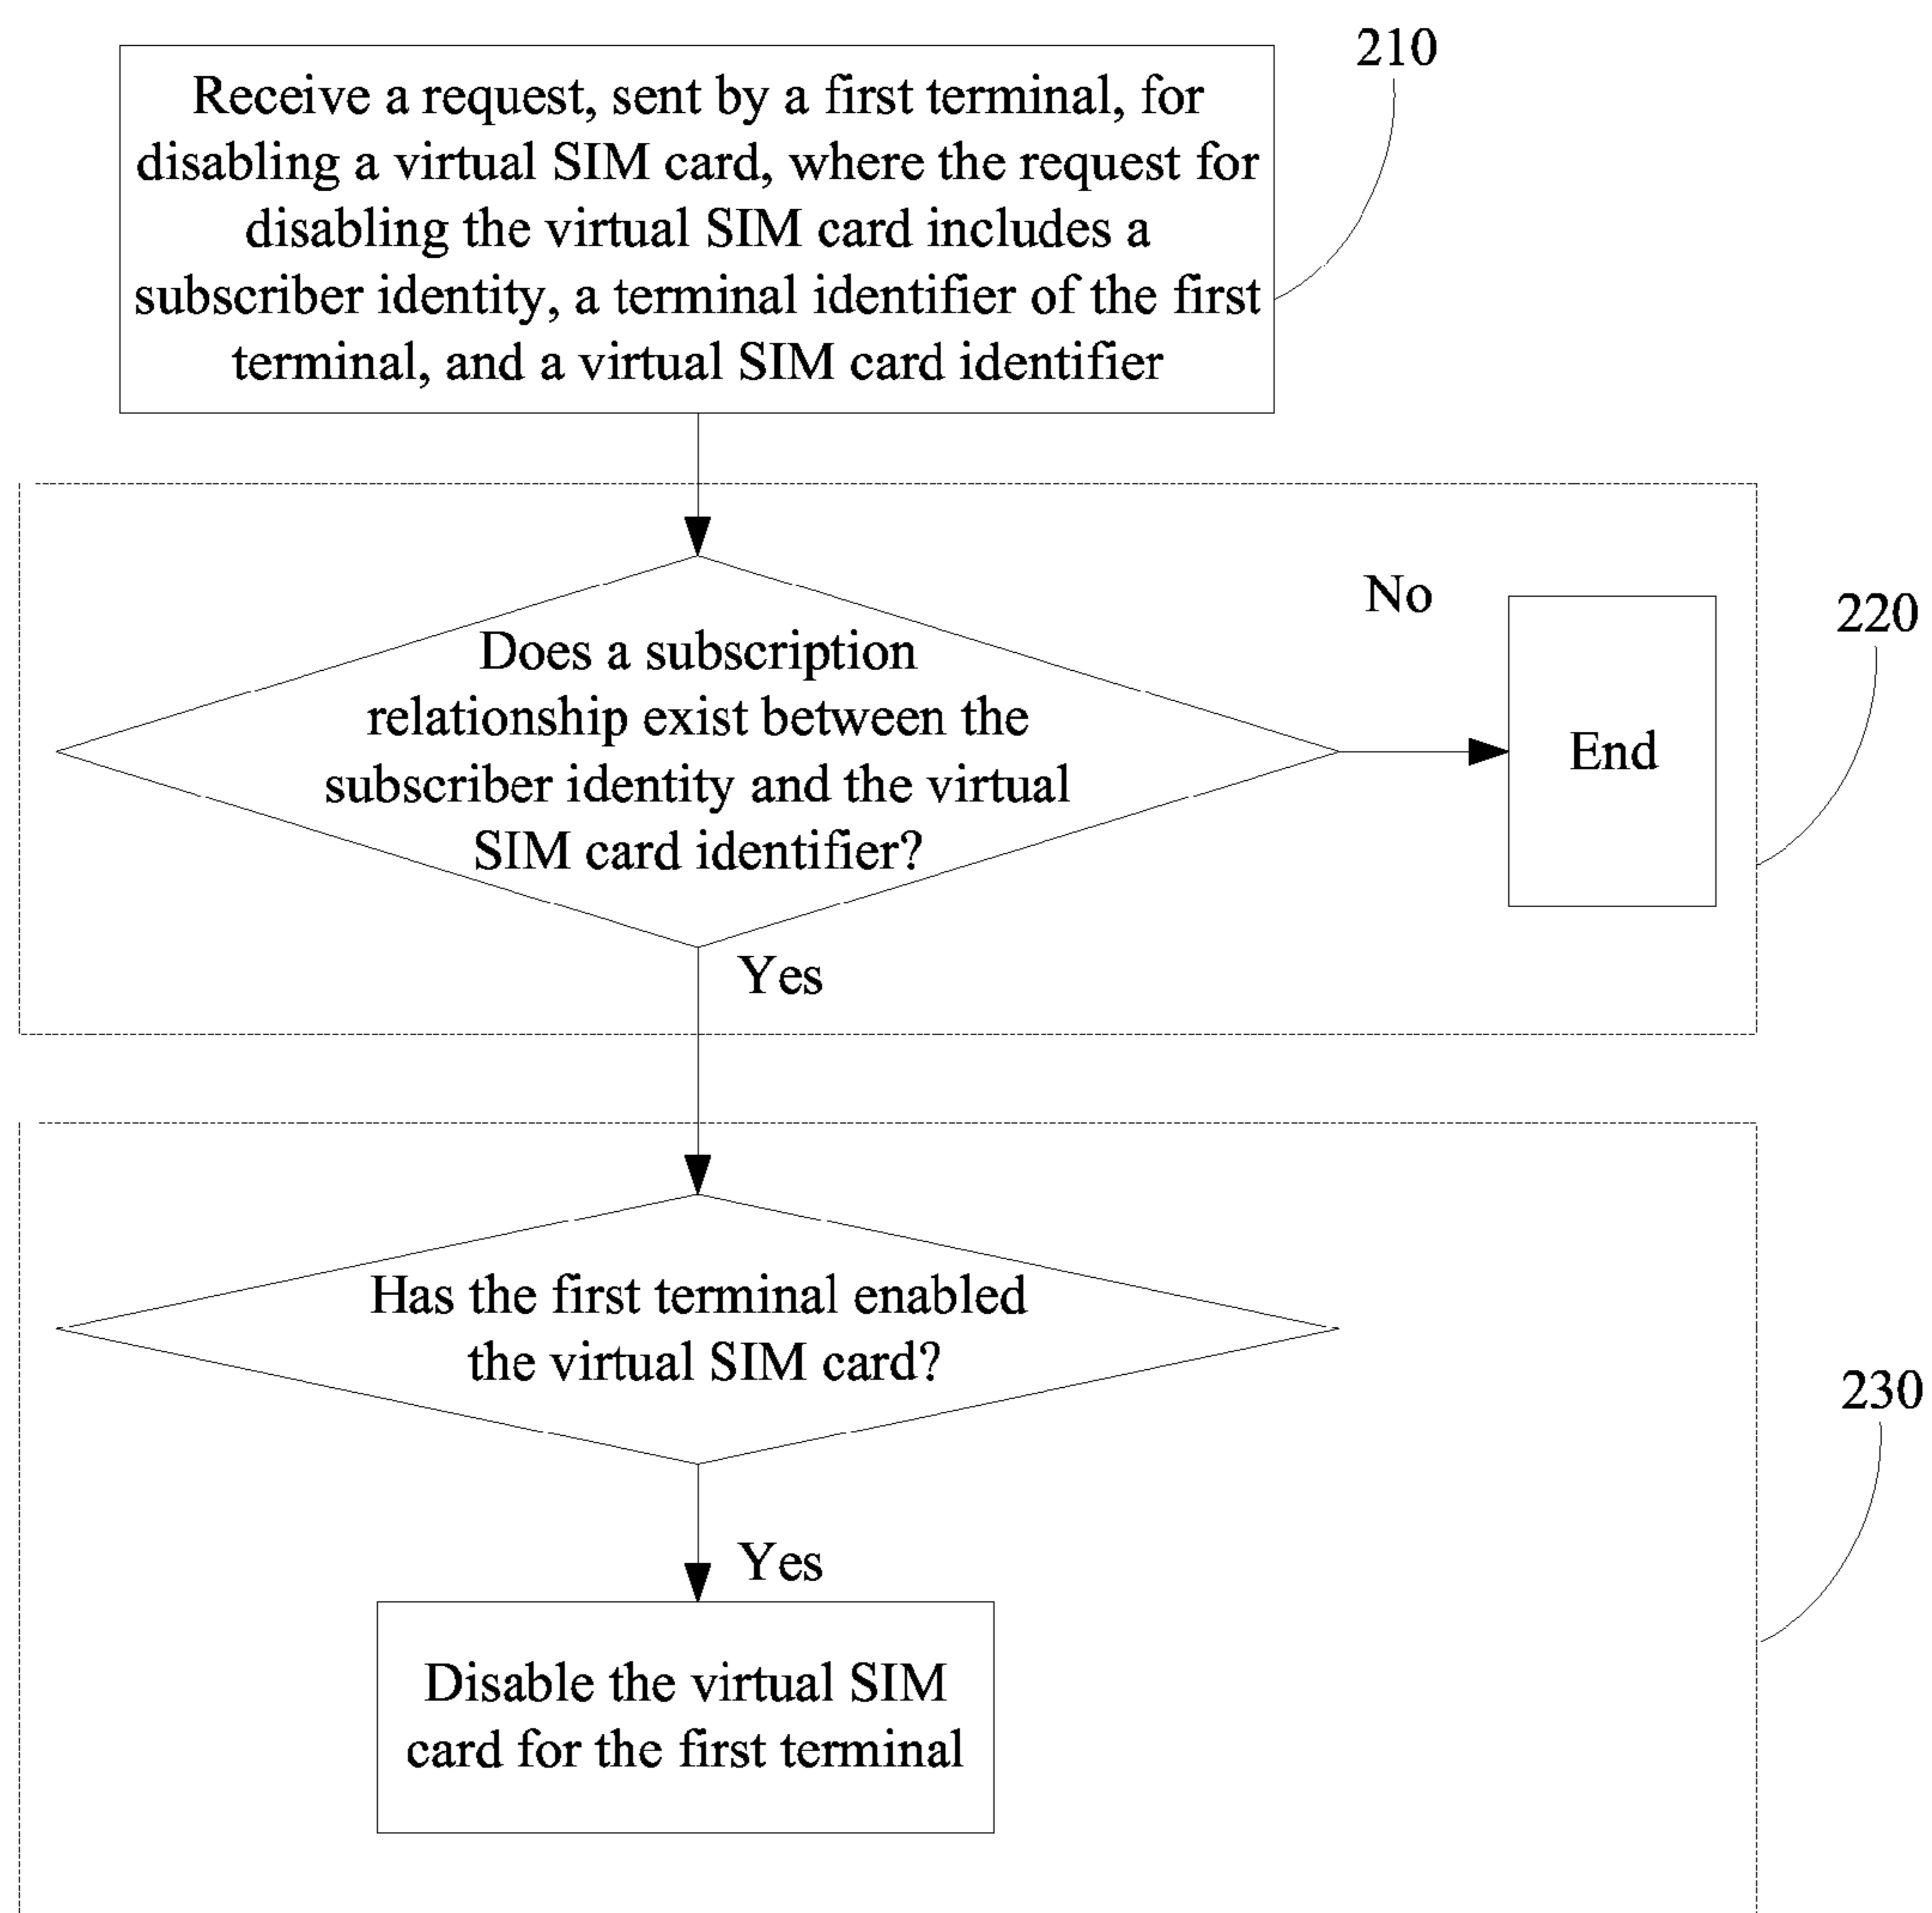 210
Receive a request, sent by a first terminal, for
disabling a virtual SIM card, where the request for
disabling the virtual SIM card includes a
subscriber identity, a terminal identifier of the first
terminal, and a virtual SIM card identifier
No
220
Does a subscription
relationship exist between the
subscriber identity and the virtual
SIM card identifier?
End
Yes
Has the first terminal enabled
the virtual SIM card?
230
Yes
Disable the virtual SIM
card for the first terminal